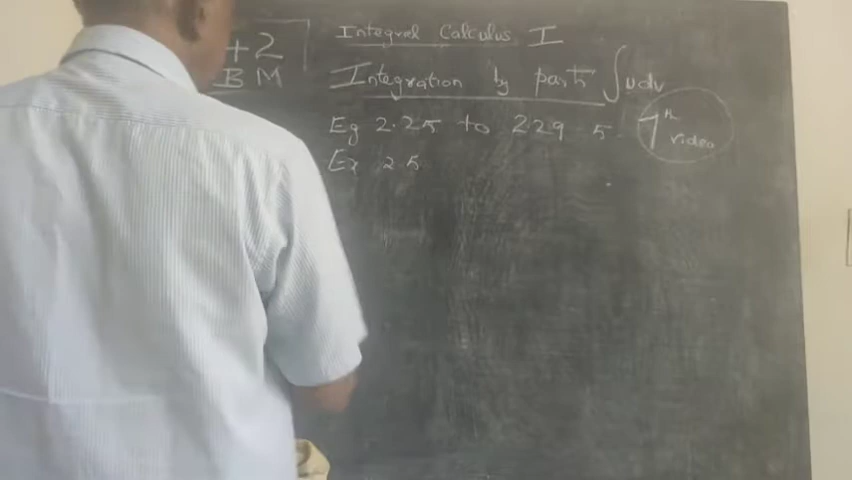 +2
BM
Integral Calculus I
Integration by parts ∫udv
Eg 2.25 to 2.29 5
7th video
Ex 2.5